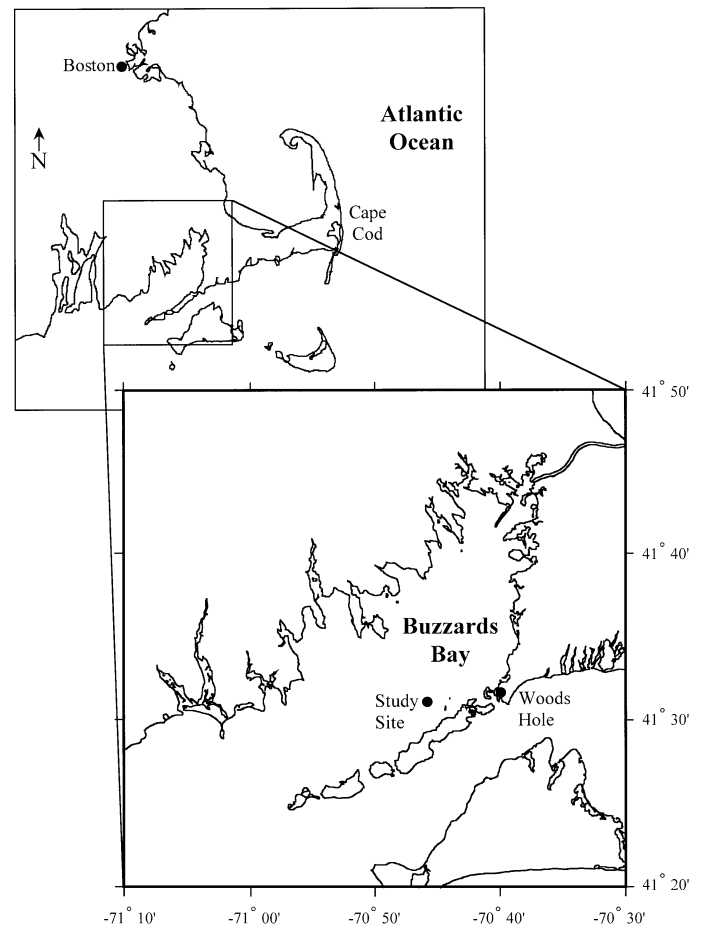 Boston
Atlantic
Ocean
N
Cape
Cod
41° 50'
41° 40'
Buzzards
Bay
Study
Site
Woods
Hole
41° 30'
41° 20'
-71° 10'
-71° 00'
-70° 50'
-70° 40'
-70° 30'